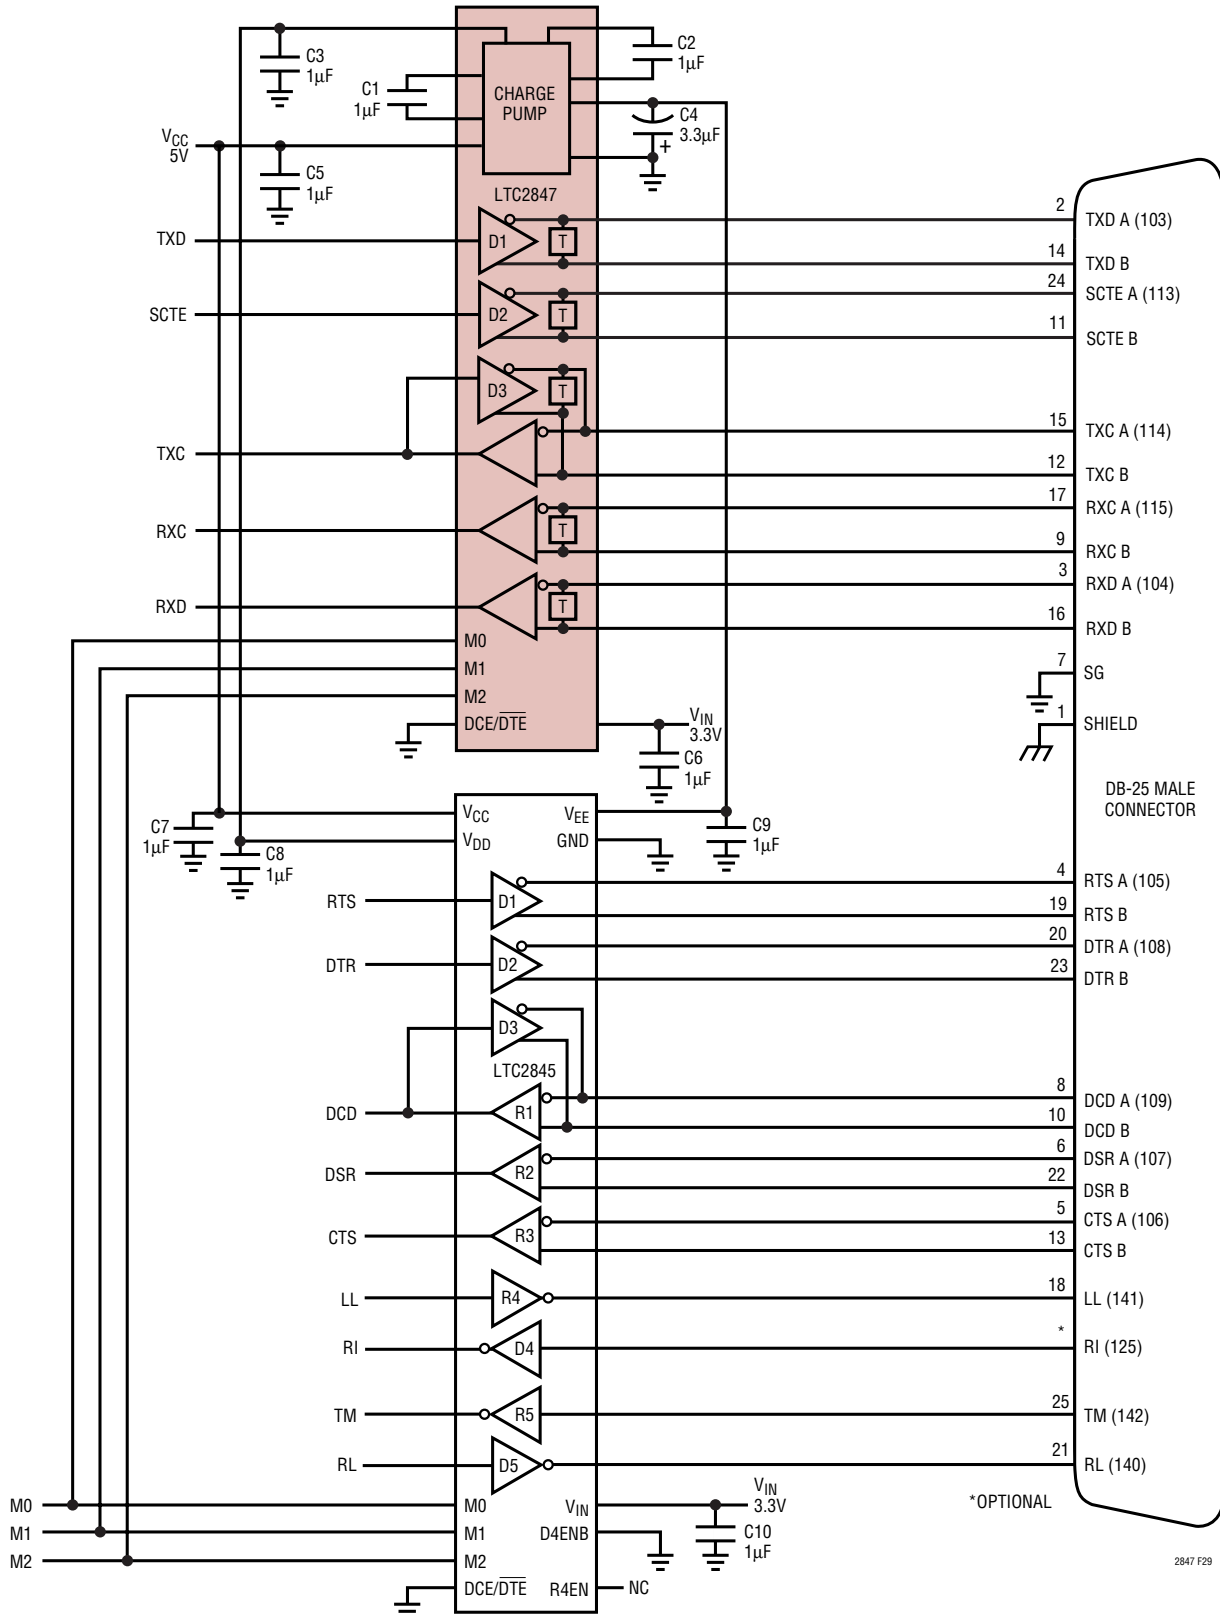 C3
1µF
C2
1µF
C1
1µF
CHARGE
PUMP
C4
3.3µF
+
VCC
5V
C5
1µF
LTC2847
TXD
D1
T
2
TXD A (103)
14
TXD B
SCTE
D2
T
24
SCTE A (113)
11
SCTE B
D3
T
TXC
15
TXC A (114)
12
TXC B
RXC
T
17
RXC A (115)
9
RXC B
RXD
T
3
RXD A (104)
16
RXD B
M0
M1
M2
DCE/DTE
7
SG
1
SHIELD
VIN
3.3V
C6
1µF
DB-25 MALE
CONNECTOR
C7
1µF
C8
1µF
VCC
VDD
VEE
GND
C9
1µF
RTS
D1
4
RTS A (105)
19
RTS B
DTR
D2
20
DTR A (108)
23
DTR B
D3
LTC2845
DCD
R1
8
DCD A (109)
10
DCD B
DSR
R2
6
DSR A (107)
22
DSR B
CTS
R3
5
CTS A (106)
13
CTS B
LL
R4
18
LL (141)
RI
D4
*
RI (125)
TM
R5
25
TM (142)
RL
D5
21
RL (140)
*OPTIONAL
M0
M1
M2
M0
M1
M2
DCE/DTE
VIN
D4ENB
R4EN
NC
VIN
3.3V
C10
1µF
2847 F29